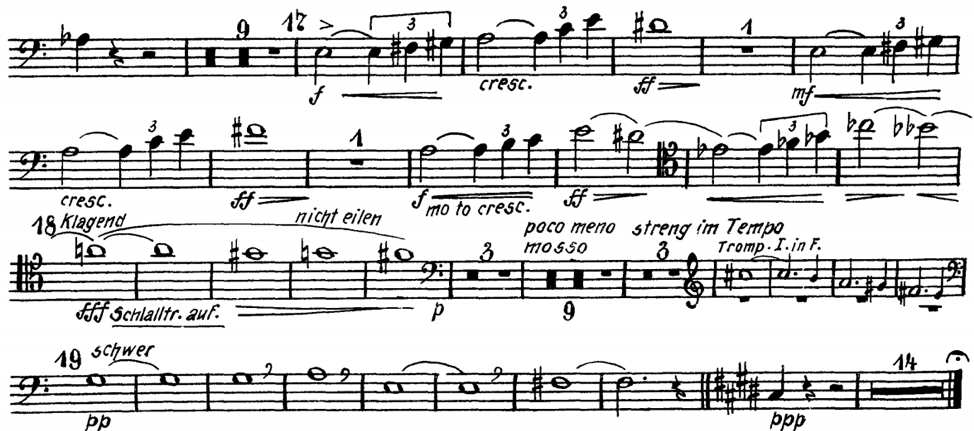 9 17 3 3
f cresc. ff 1 mf
3 1 3 3
cresc. ff f mo to cresc. ff
18 Klagend nicht eilen poco meno mosso streng im Tempo
3 3 Tromp. I. in F.
fff Schlalltr. auf. p 9
19 schwer 14
pp ppp